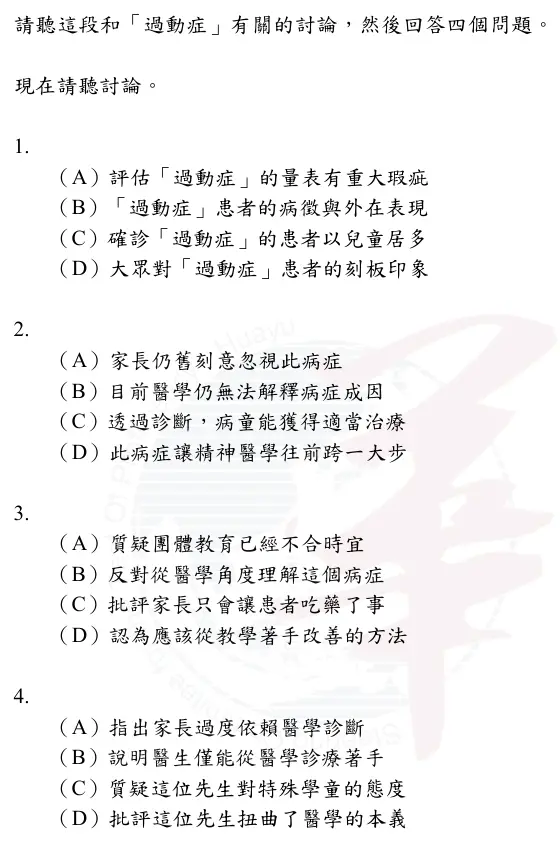 請聽這段和「過動症」有關的討論，然後回答四個問題。
現在請聽討論。
1.
（A）評估「過動症」的量表有重大瑕疵
（B）「過動症」患者的病徵與外在表現
（C）確診「過動症」的患者以兒童居多
（D）大眾對「過動症」患者的刻板印象
2.
（A）家長仍舊刻意忽視此病症
（B）目前醫學仍無法解釋病症成因
（C）透過診斷，病童能獲得適當治療
（D）此病症讓精神醫學往前跨一大步
3.
（A）質疑團體教育已經不合時宜
（B）反對從醫學角度理解這個病症
（C）批評家長只會讓患者吃藥了事
（D）認為應該從教學著手改善的方法
4.
（A）指出家長過度依賴醫學診斷
（B）說明醫生僅能從醫學診療著手
（C）質疑這位先生對特殊學童的態度
（D）批評這位先生扭曲了醫學的本義